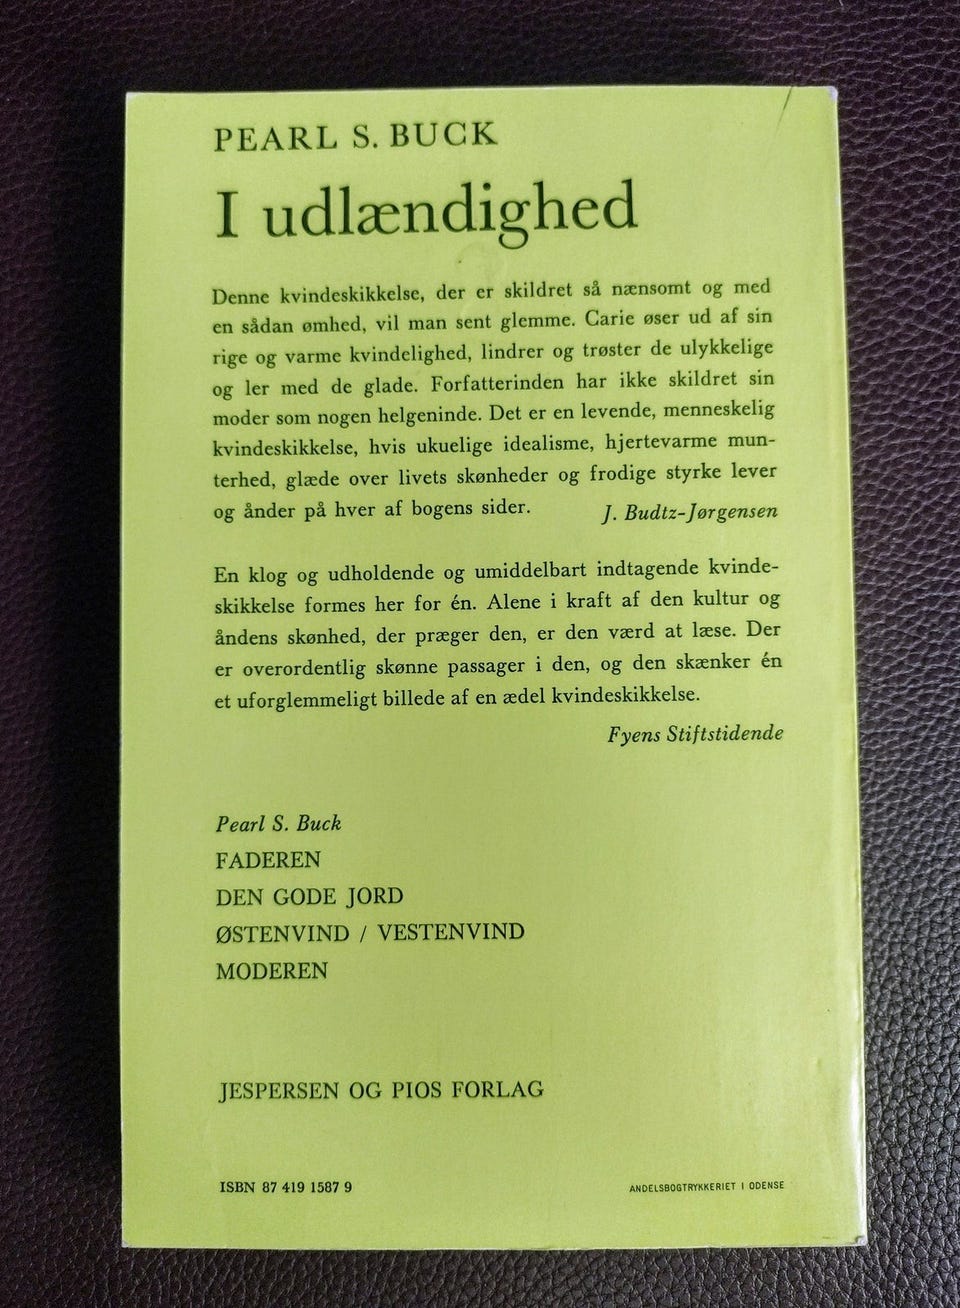 PEARL S. BUCK
I udlændighed
Denne kvindeskikkelse, der er skildret så nænsomt og med
en sådan ømhed, vil man sent glemme. Carie øser ud af sin
rige og varme kvindelighed, lindrer og trøster de ulykkelige
og ler med de glade. Forfatterinden har ikke skildret sin
moder som nogen helgeninde. Det er en levende, menneskelig
kvindeskikkelse, hvis ukuelige idealisme, hjertevarme mun-
terhed, glæde over livets skønheder og frodige styrke lever
og ånder på hver af bogens sider. J. Budtz-Jørgensen
En klog og udholdende og umiddelbart indtagende kvinde-
skikkelse formes her for én. Alene i kraft af den kultur og
åndens skønhed, der præger den, er den værd at læse. Der
er overordentlig skønne passager i den, og den skænker én
et uforglemmeligt billede af en ædel kvindeskikkelse.
Fyens Stiftstidende
Pearl S. Buck
FADEREN
DEN GODE JORD
ØSTENVIND / VESTENVIND
MODEREN
JESPERSEN OG PIOS FORLAG
ISBN 87 419 1587 9 ANDELSBOGTRYKKERIET I ODENSE